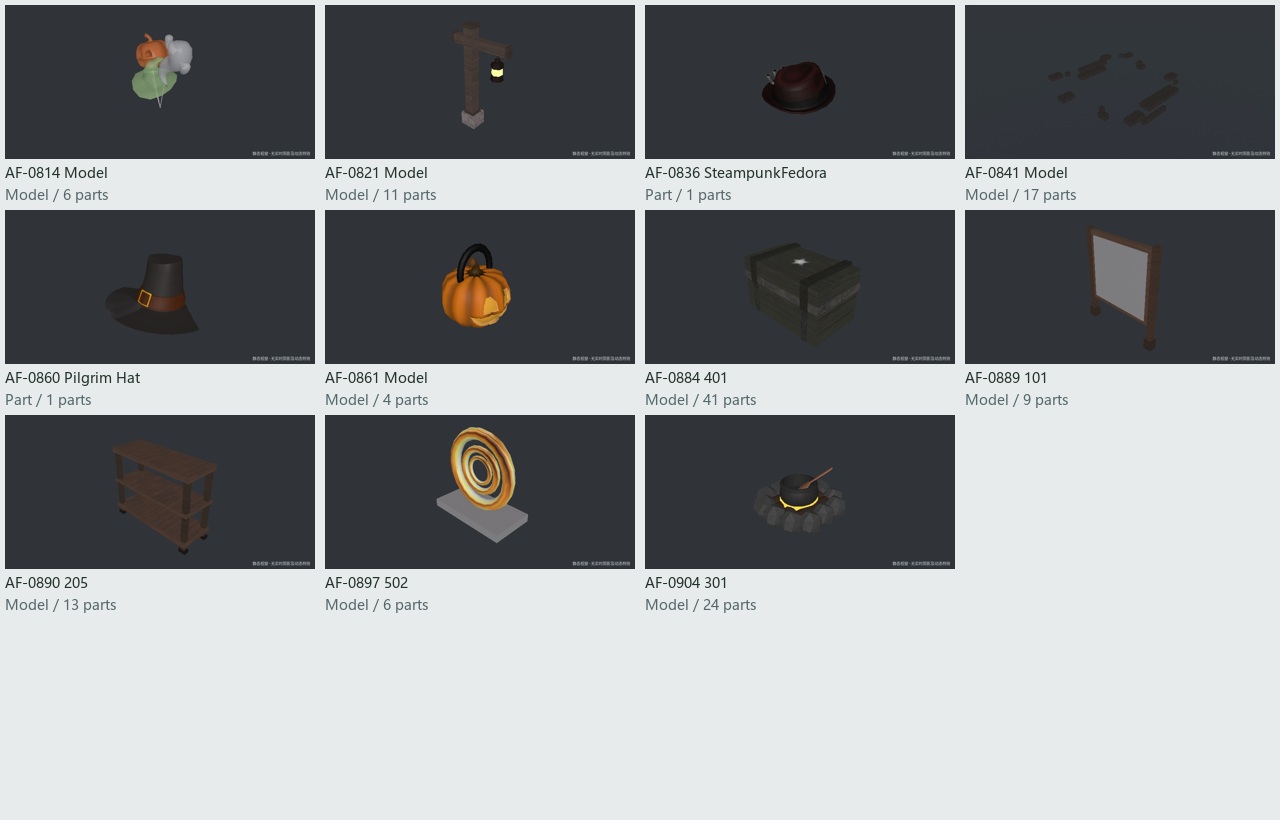 AF-0814 Model
Model / 6 parts
AF-0821 Model
Model / 11 parts
AF-0836 SteampunkFedora
Part / 1 parts
AF-0841 Model
Model / 17 parts
AF-0860 Pilgrim Hat
Part / 1 parts
AF-0861 Model
Model / 4 parts
AF-0884 401
Model / 41 parts
AF-0889 101
Model / 9 parts
AF-0890 205
Model / 13 parts
AF-0897 502
Model / 6 parts
AF-0904 301
Model / 24 parts